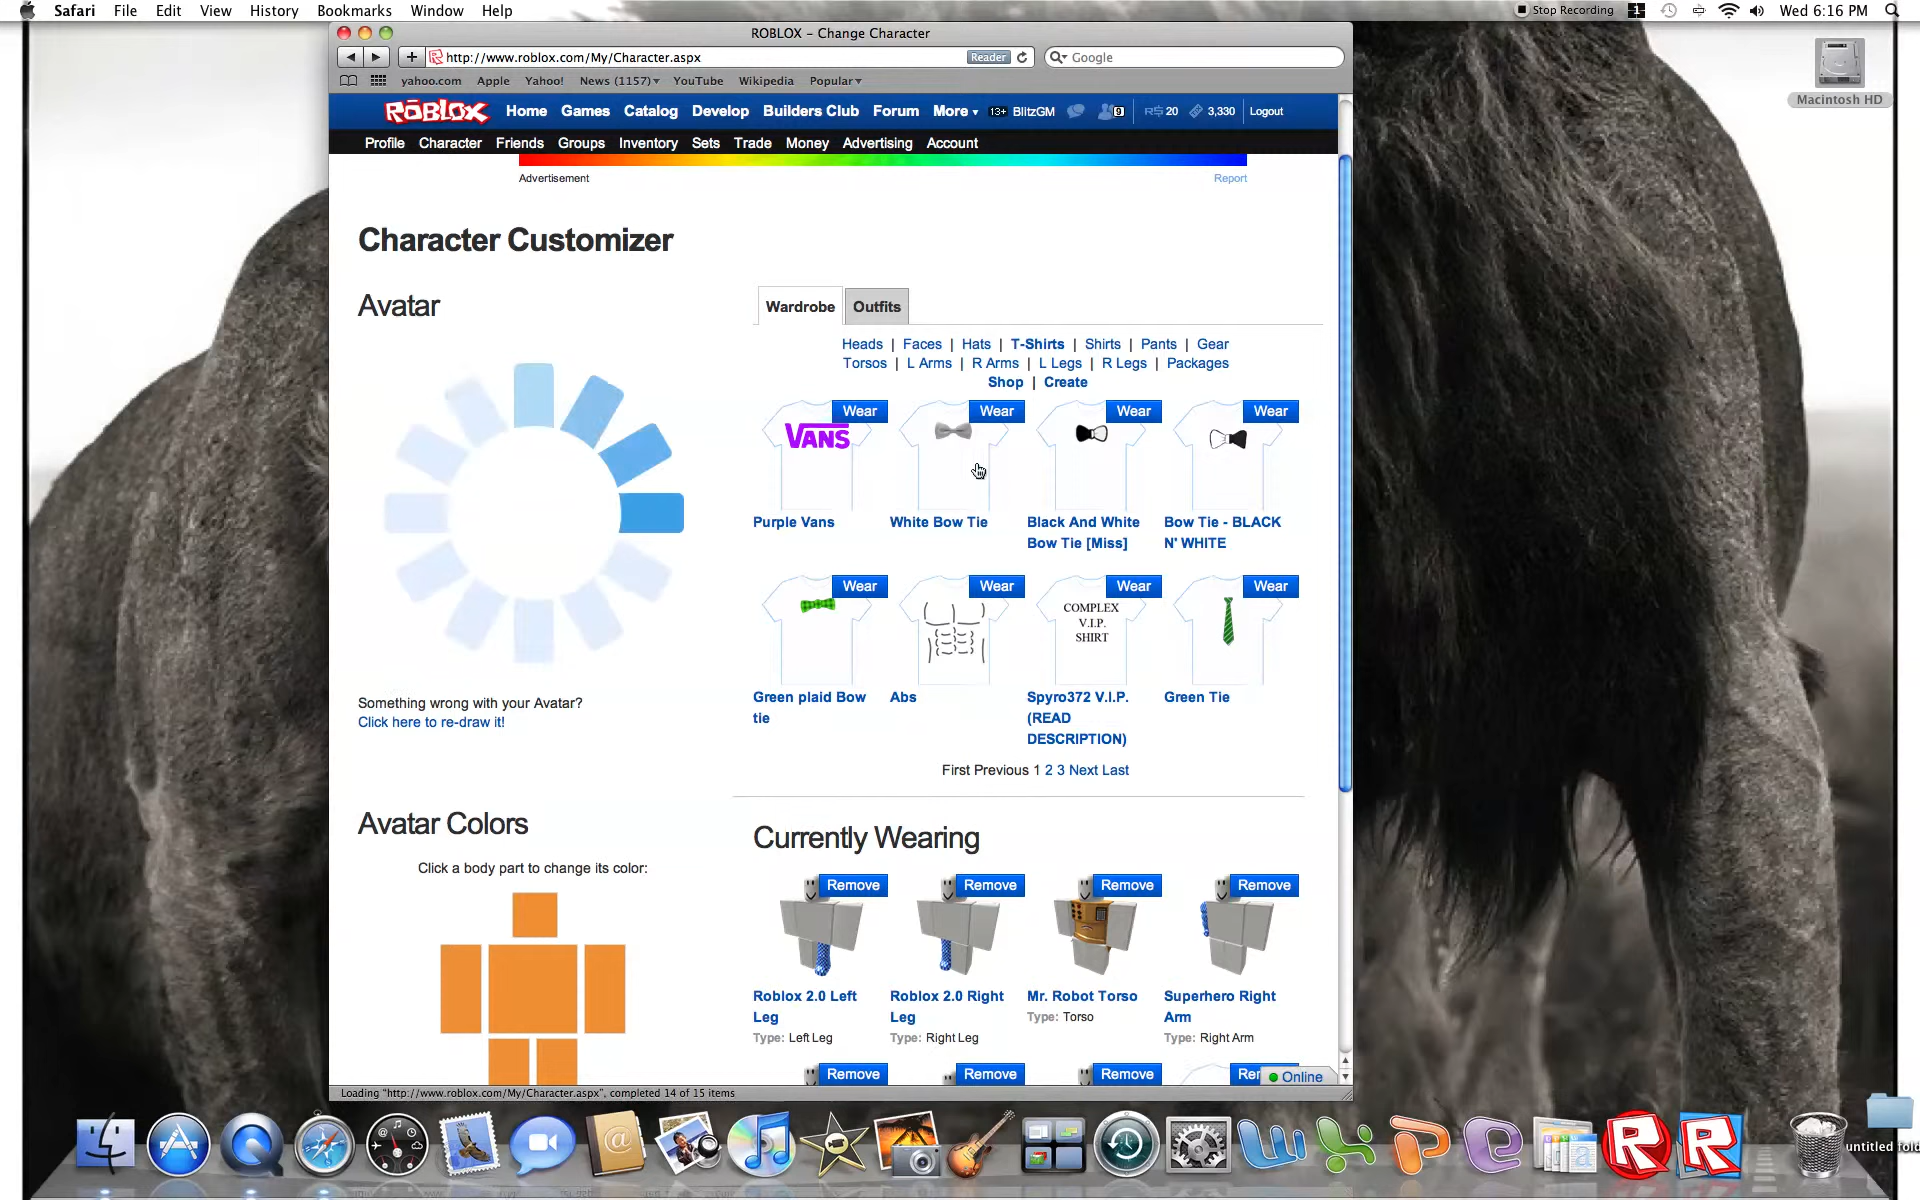 Safari File Edit View History Bookmarks Window Help
Stop Recording 1 Wed 6:16 PM
Macintosh HD
ROBLOX – Change Character
http://www.roblox.com/My/Character.aspx Reader Google
yahoo.com Apple Yahoo! News (1157) YouTube Wikipedia Popular
ROBLOX Home Games Catalog Develop Builders Club Forum More 13+ BlitzGM 9 R$ 20 3,330 Logout
Profile Character Friends Groups Inventory Sets Trade Money Advertising Account
Advertisement Report
Character Customizer
Avatar
Wardrobe Outfits
Heads | Faces | Hats | T-Shirts | Shirts | Pants | Gear
Torsos | L Arms | R Arms | L Legs | R Legs | Packages
Shop | Create
Wear Wear Wear Wear
VANS
Purple Vans
White Bow Tie
Black And White
Bow Tie [Miss]
Bow Tie - BLACK
N' WHITE
Wear Wear Wear Wear
COMPLEX
V.I.P.
SHIRT
Green plaid Bow
tie
Abs
Spyro372 V.I.P.
(READ
DESCRIPTION)
Green Tie
First Previous 1 2 3 Next Last
Something wrong with your Avatar?
Click here to re-draw it!
Avatar Colors
Click a body part to change its color:
Currently Wearing
Remove Remove Remove Remove
Roblox 2.0 Left
Leg
Type: Left Leg
Roblox 2.0 Right
Leg
Type: Right Leg
Mr. Robot Torso
Type: Torso
Superhero Right
Arm
Type: Right Arm
Remove Remove Remove Rer
Online
Loading "http://www.roblox.com/My/Character.aspx", completed 14 of 15 items
untitled fold